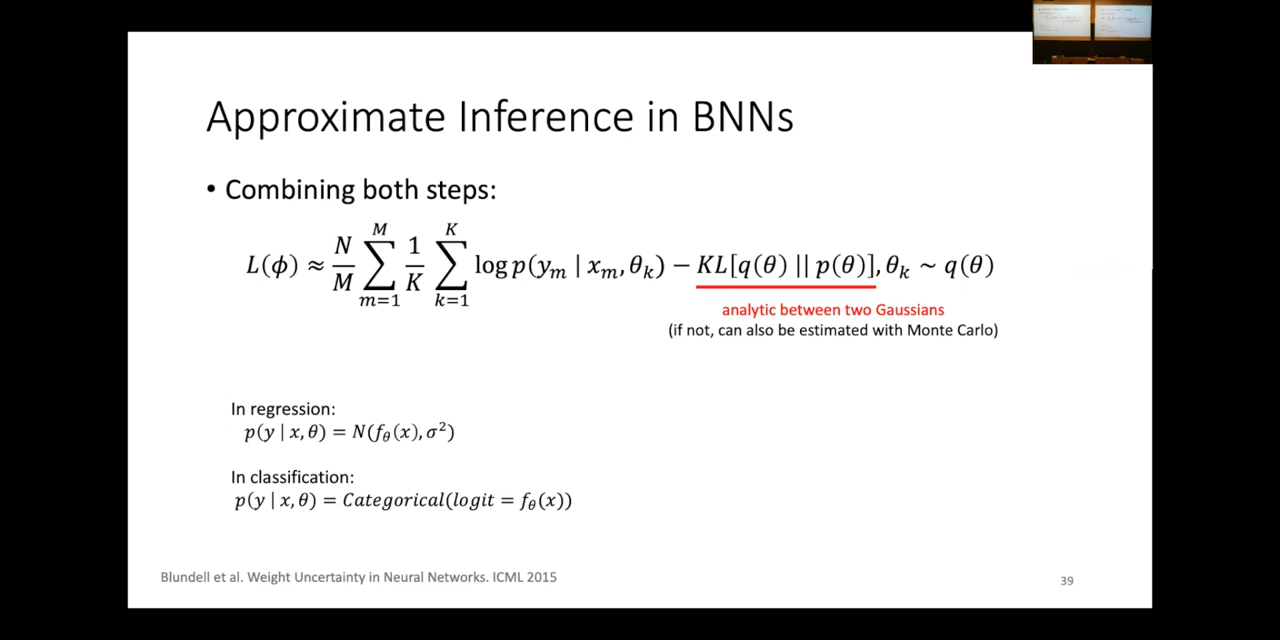 Approximate Inference in BNNs
• Combining both steps:
L(ϕ) ≈ N/M ∑_{m=1}^{M} 1/K ∑_{k=1}^{K} log p(y_m | x_m, θ_k) − KL[q(θ) || p(θ)], θ_k ~ q(θ)
analytic between two Gaussians
(if not, can also be estimated with Monte Carlo)
In regression:
p(y | x, θ) = N(f_θ(x), σ²)
In classification:
p(y | x, θ) = Categorical(logit = f_θ(x))
Blundell et al. Weight Uncertainty in Neural Networks. ICML 2015
39